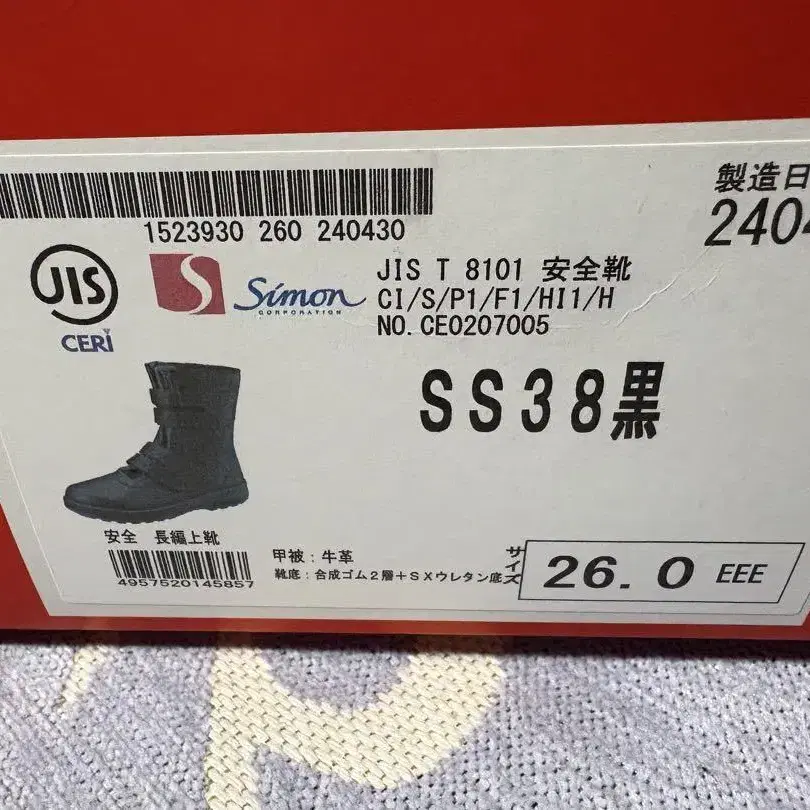 製造日
2404
1523930 260 240430
JIS
CERI
S
Simon
CORPORATION
JIS T 8101 安全靴
CI/S/P1/F1/HI1/H
NO. CE0207005
SS38黒
安全 長編上靴
4957520145857
甲被：牛革
靴底：合成ゴム2層＋SXウレタン底
サイズ
26.0 EEE